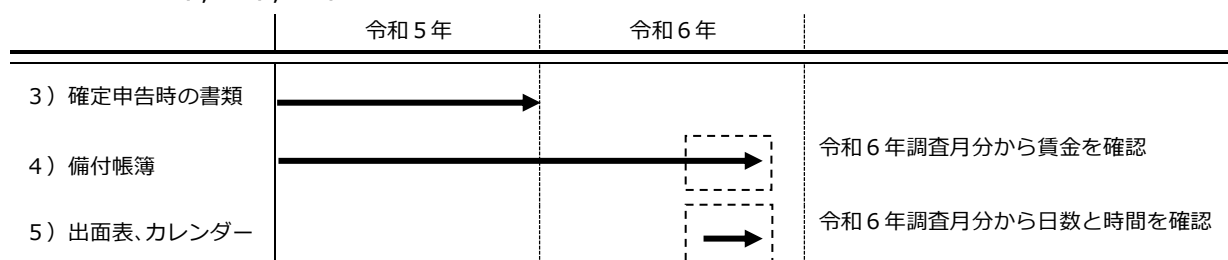 令和５年 令和６年
３）確定申告時の書類
令和６年調査月分から賃金を確認
４）備付帳簿
令和６年調査月分から日数と時間を確認
５）出面表、カレンダー